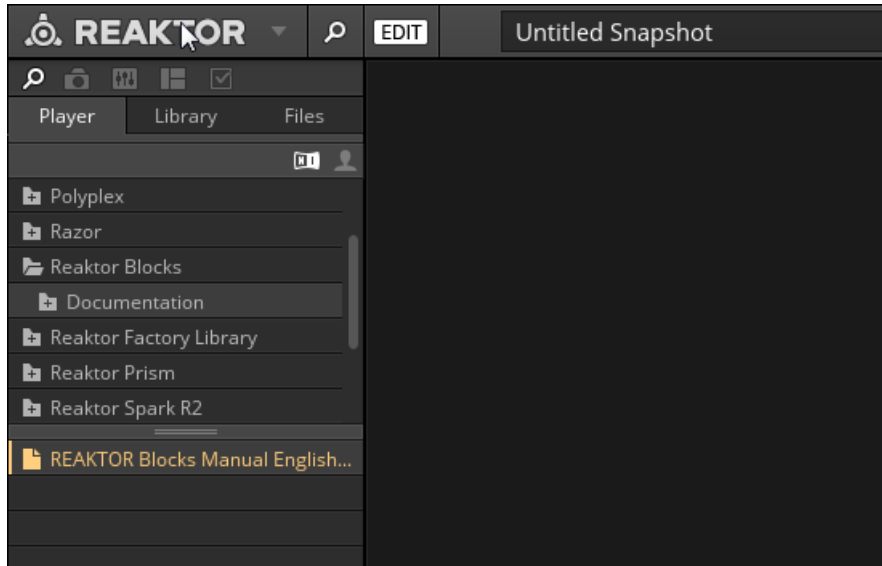 REAKTOR EDIT Untitled Snapshot
Player Library Files
NI
Polyplex
Razor
Reaktor Blocks
Documentation
Reaktor Factory Library
Reaktor Prism
Reaktor Spark R2
REAKTOR Blocks Manual English...